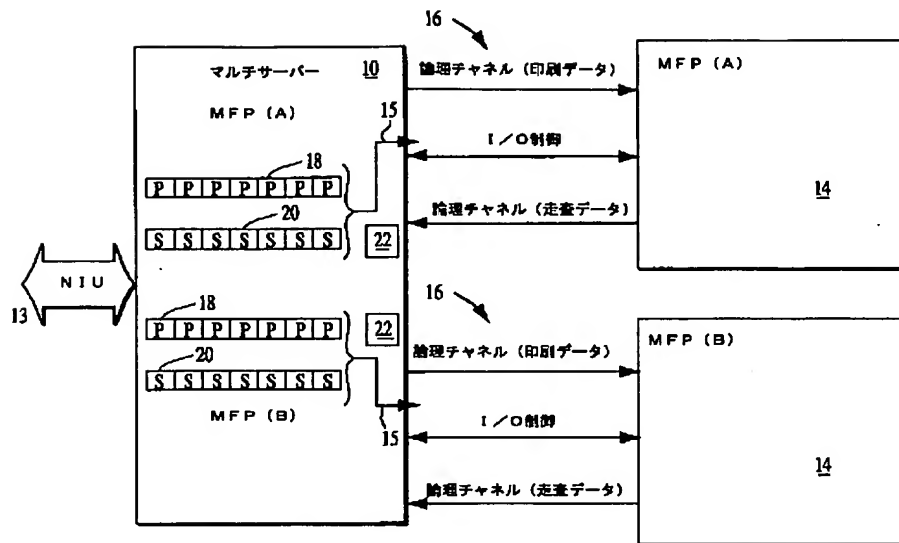 16
マルチサーバー 10
MFP (A)
論理チャネル (印刷データ)
MFP (A)
15
I/O制御
18
P P P P P P P
20
S S S S S S S
22
論理チャネル (走査データ)
14
NIU
13
16
18
P P P P P P P
22
20
S S S S S S S
MFP (B)
15
論理チャネル (印刷データ)
MFP (B)
I/O制御
14
論理チャネル (走査データ)